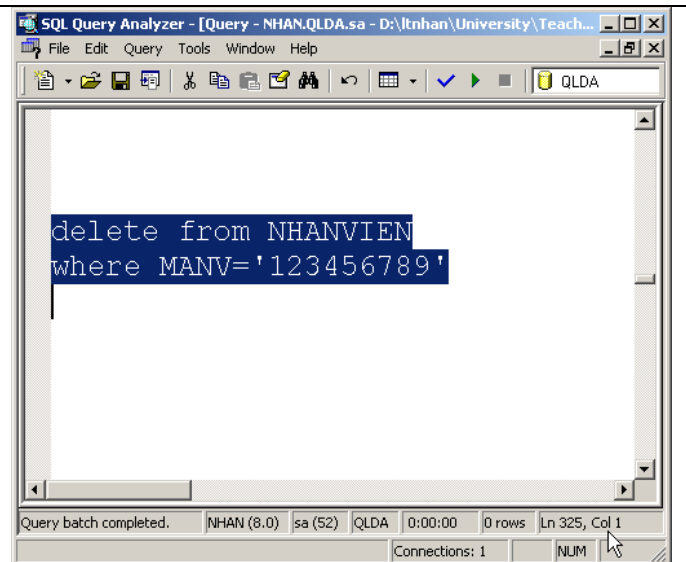 SQL Query Analyzer - [Query - NHAN.QLDA.sa - D:\ltnhan\University\Teach...
File Edit Query Tools Window Help
QLDA
delete from NHANVIEN
where MANV='123456789'
Query batch completed. NHAN (8.0) sa (52) QLDA 0:00:00 0 rows Ln 325, Col 1
Connections: 1 NUM